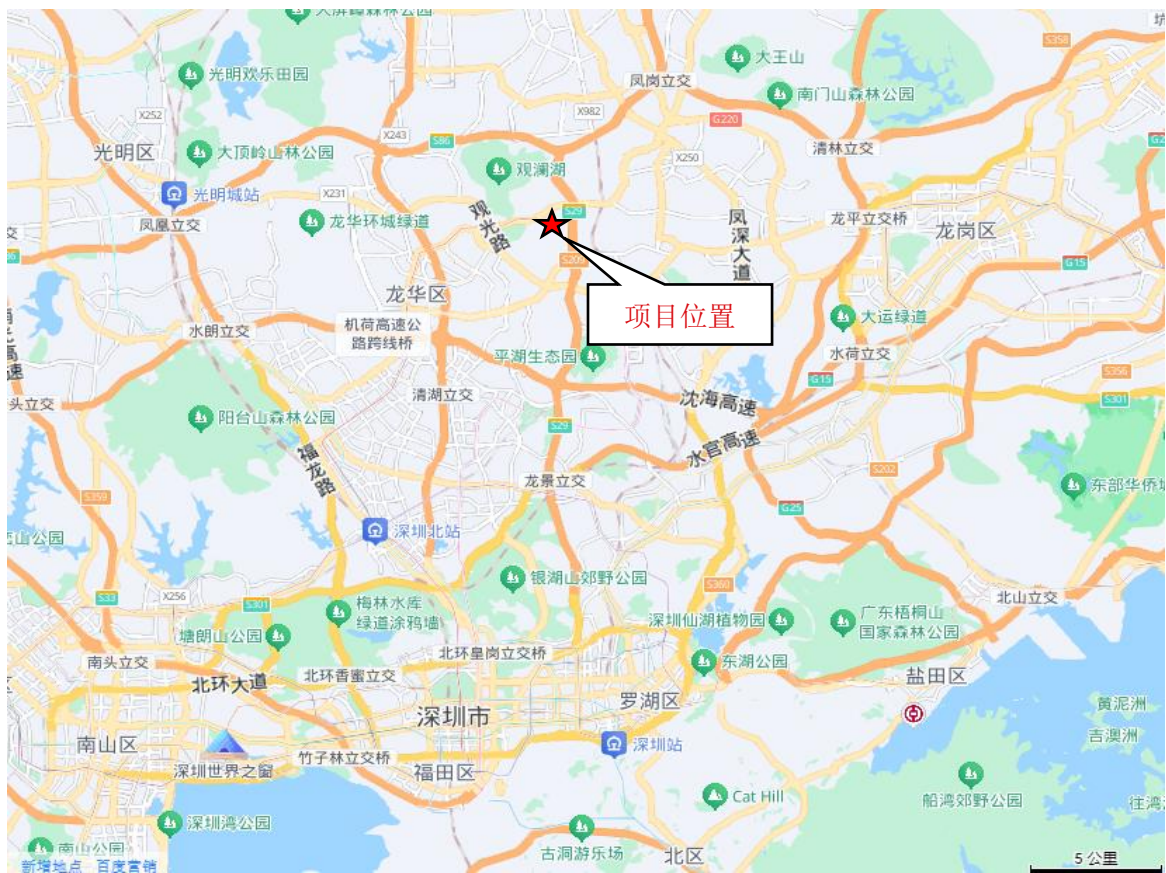 光明欢乐田园
大王山
S358
凤岗立交
南门山森林公园
X252
X982
G220
光明区
大顶岭山林公园
X243
S86
观澜湖
X250
清林立交
光明城站
X231
凤凰立交
龙华环城绿道
观光路
S29
凤深大道
龙平立交桥
龙岗区
S209
G15
龙华区
项目位置
水朗立交
机荷高速公
路跨线桥
大运绿道
平湖生态园
水荷立交
S356
G15
头立交
清湖立交
沈海高速
S301
阳台山森林公园
S29
水官高速
福龙路
龙景立交
S202
S359
东部华侨城
G25
深圳北站
山公园
银湖山郊野公园
S360
S33
X256
S301
梅林水库
绿道涂鸦墙
深圳仙湖植物园
广东梧桐山
国家森林公园
北山立交
塘朗山公园
南头立交
北环大道
北环香蜜立交
北环皇岗立交桥
东湖公园
盐田区
罗湖区
深圳市
黄泥洲
吉澳洲
南山区
深圳世界之窗
竹子林立交桥
深圳站
福田区
Cat Hill
船湾郊野公园
往湾
深圳湾公园
南山公园
古洞游乐场
北区
新增地点 百度营销
5 公里